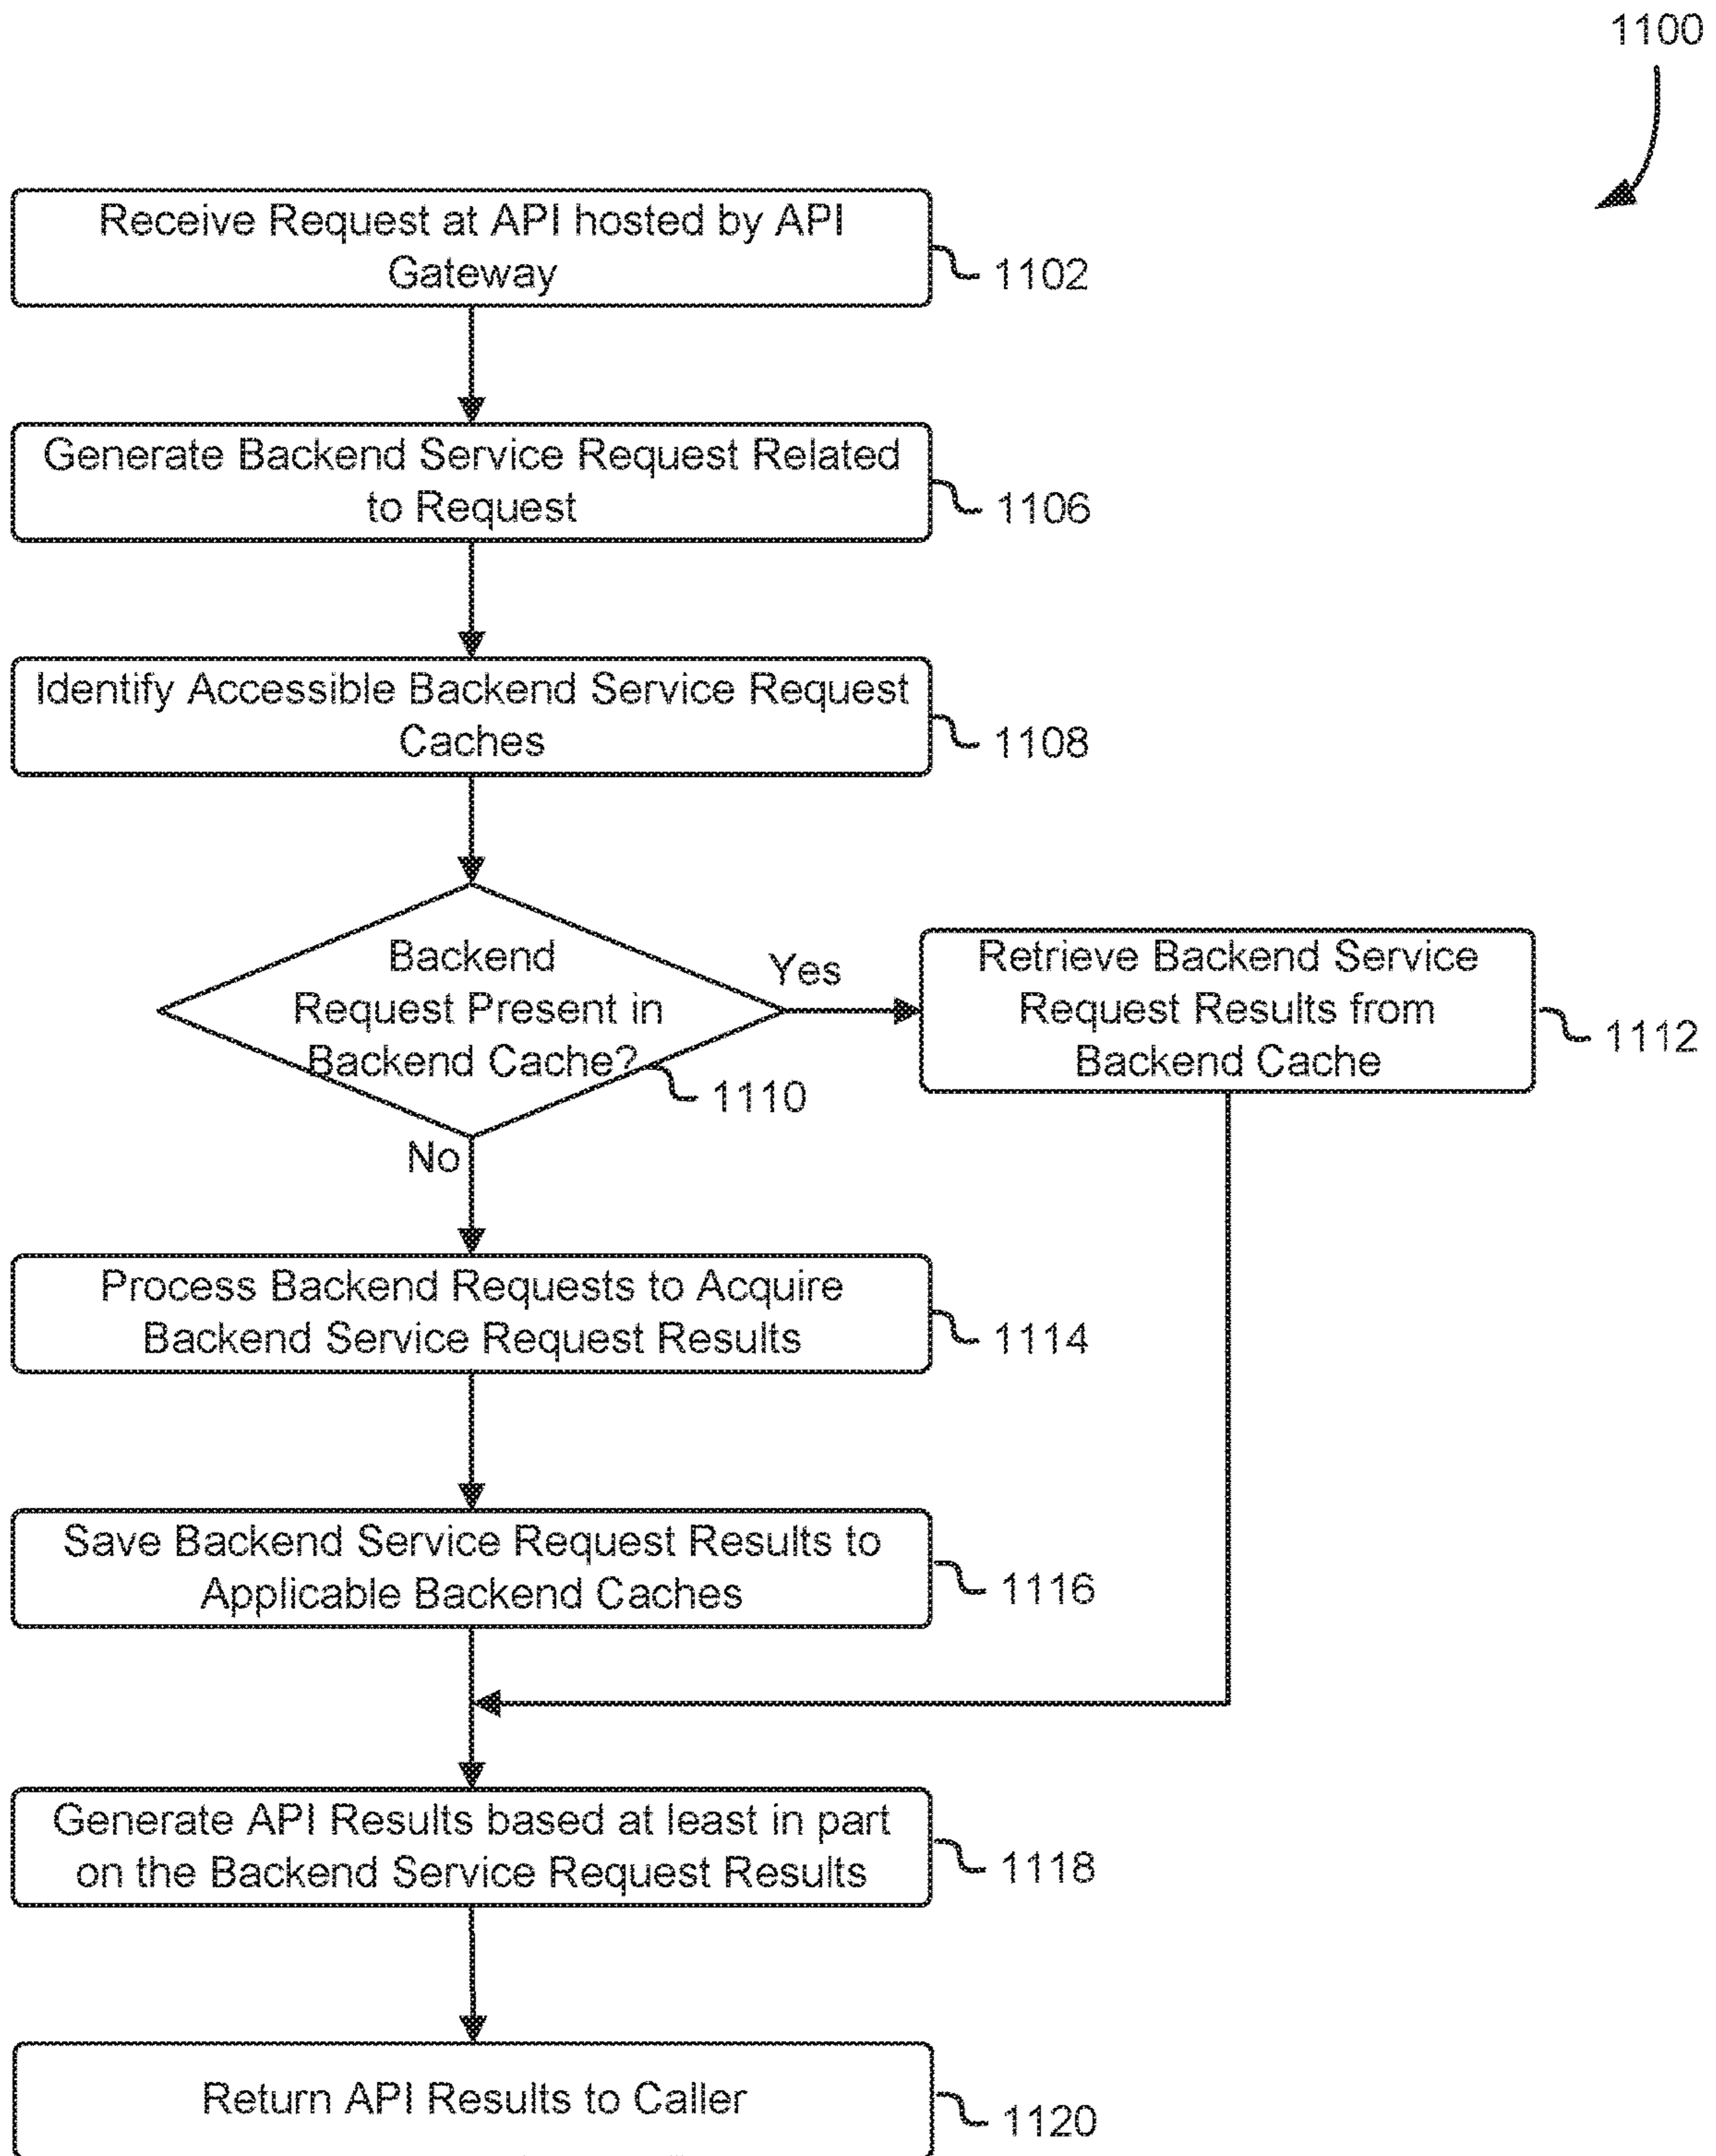 1100
Receive Request at API hosted by API
Gateway
1102
Generate Backend Service Request Related
to Request
1106
Identify Accessible Backend Service Request
Caches
1108
Backend
Request Present in
Backend Cache?
1110
Yes
Retrieve Backend Service
Request Results from
Backend Cache
1112
No
Process Backend Requests to Acquire
Backend Service Request Results
1114
Save Backend Service Request Results to
Applicable Backend Caches
1116
Generate API Results based at least in part
on the Backend Service Request Results
1118
Return API Results to Caller
1120